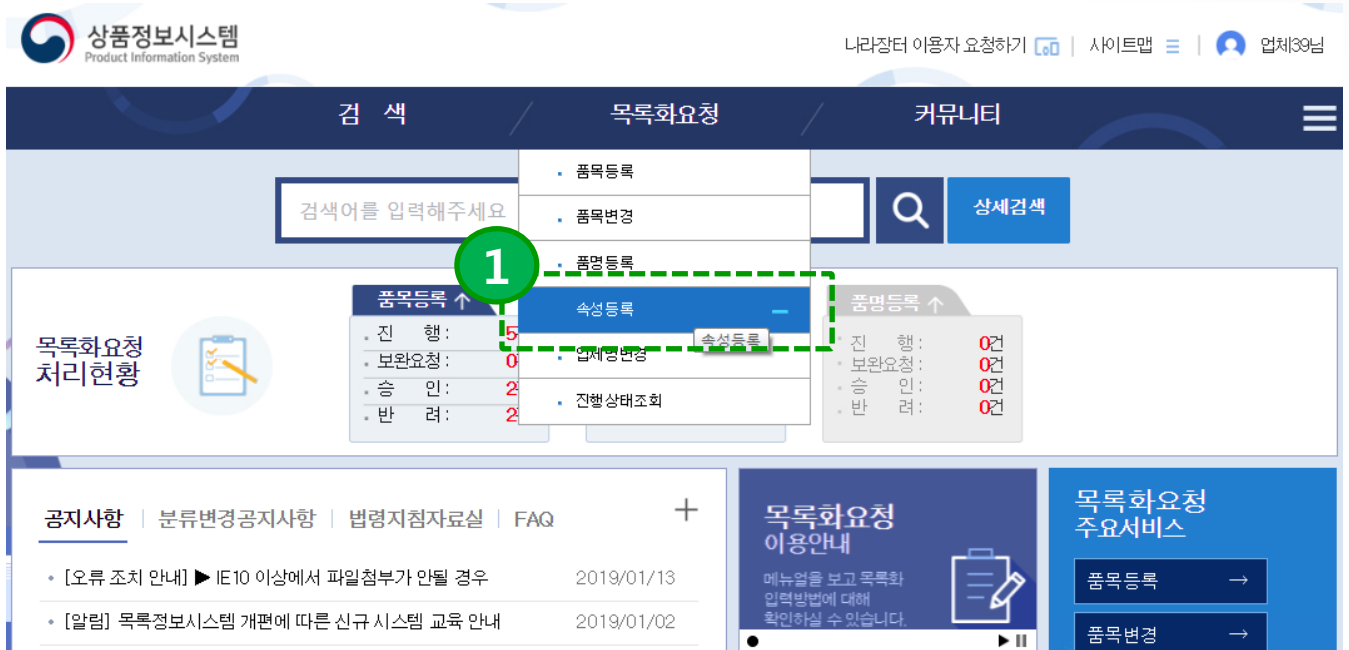 상품정보시스템
Product Information System
나라장터 이용자 요청하기 | 사이트맵 | 업체39님
검 색 / 목록화요청 / 커뮤니티
품목등록
품목변경
품명등록
속성등록
속성등록
업체명변경
진행상태조회
검색어를 입력해주세요
상세검색
1
목록화요청
처리현황
품목등록 ↑
진 행 : 5
보완요청 : 0
승 인 : 2
반 려 : 2
품명등록 ↑
진 행 : 0건
보완요청 : 0건
승 인 : 0건
반 려 : 0건
공지사항 | 분류변경공지사항 | 법령지침자료실 | FAQ +
[오류 조치 안내] ▶ IE10 이상에서 파일첨부가 안될 경우 2019/01/13
[알림] 목록정보시스템 개편에 따른 신규 시스템 교육 안내 2019/01/02
목록화요청
이용안내
메뉴얼을 보고 목록화
입력방법에 대해
확인하실 수 있습니다.
목록화요청
주요서비스
품목등록 →
품목변경 →